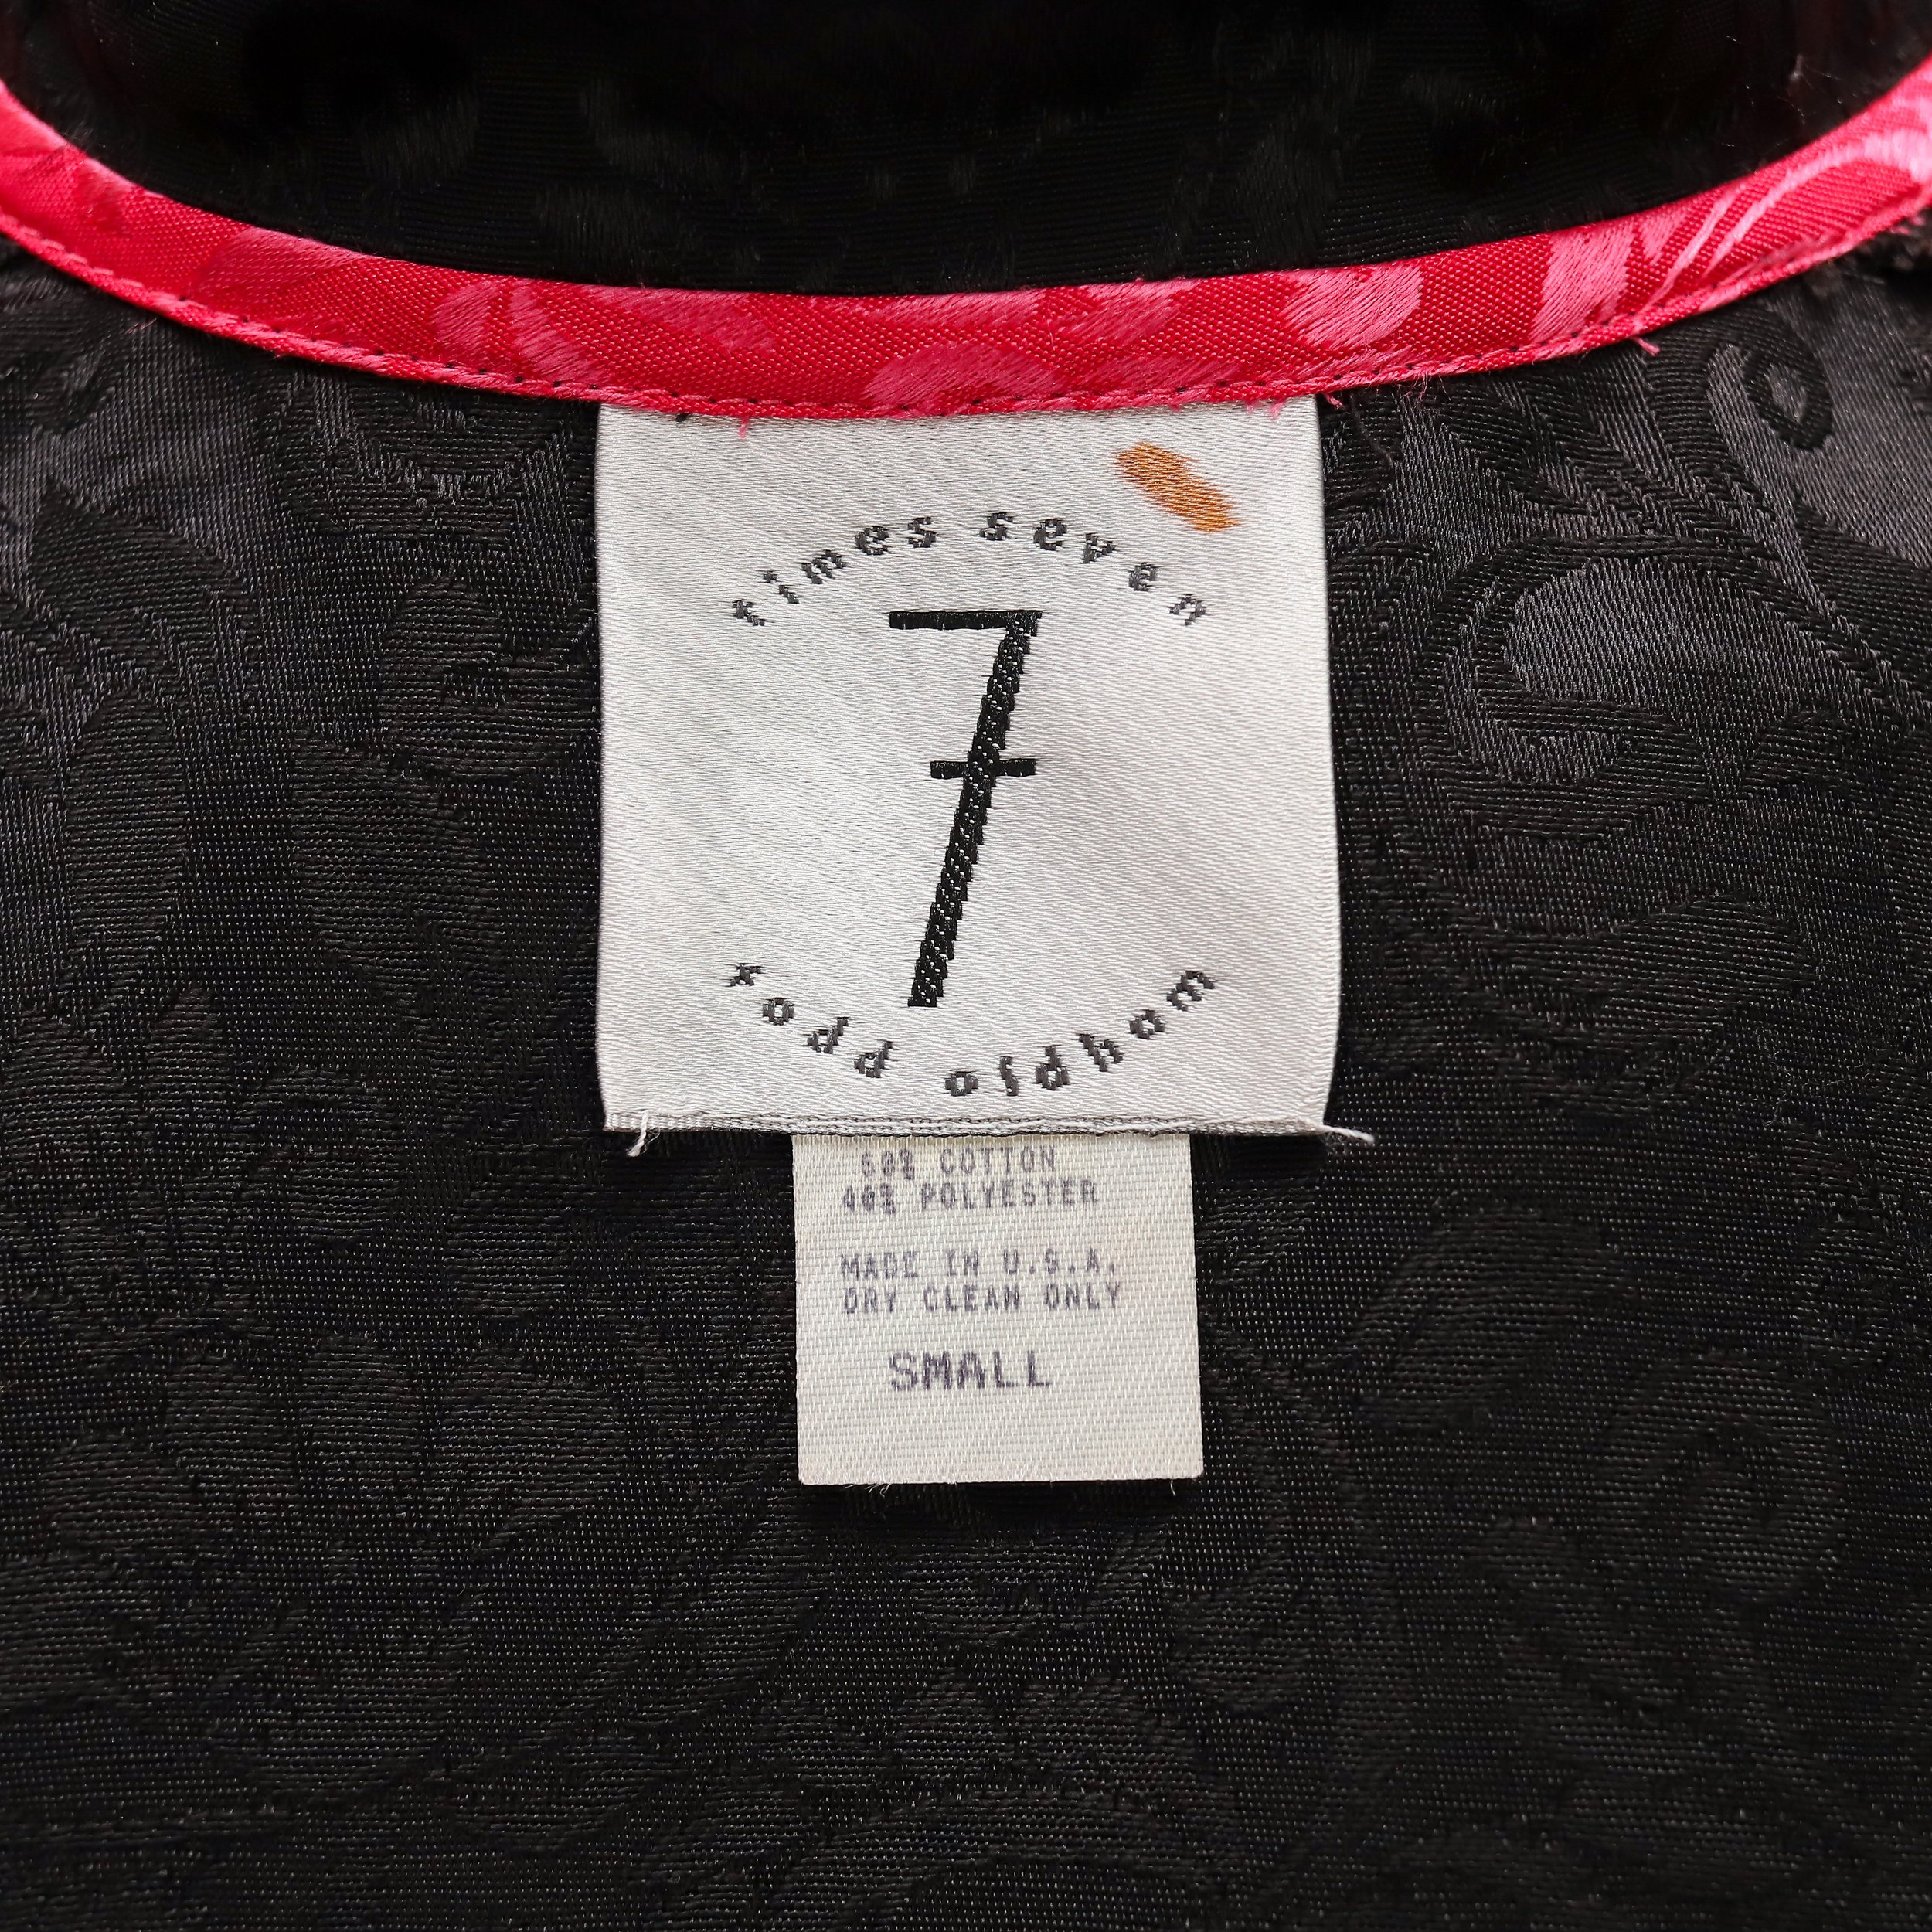 times seven
7
todd oldham
60% COTTON
40% POLYESTER
MADE IN U.S.A.
DRY CLEAN ONLY
SMALL